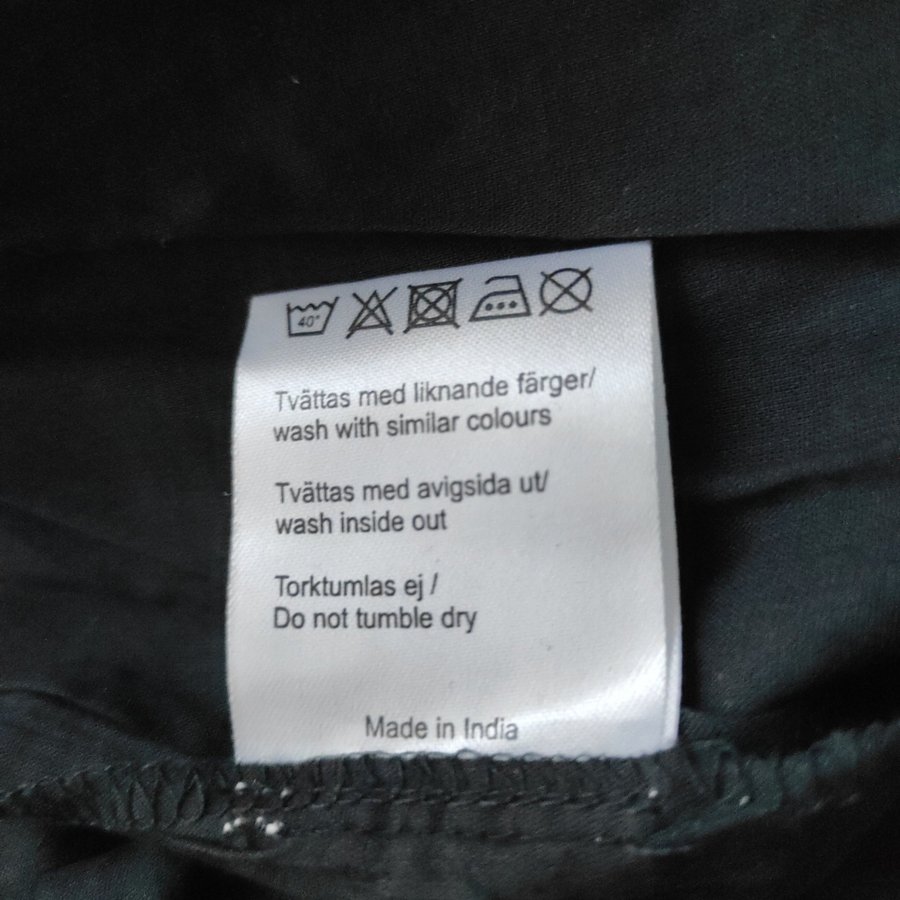 40°
Tvättas med liknande färger/
wash with similar colours
Tvättas med avigsida ut/
wash inside out
Torktumlas ej /
Do not tumble dry
Made in India